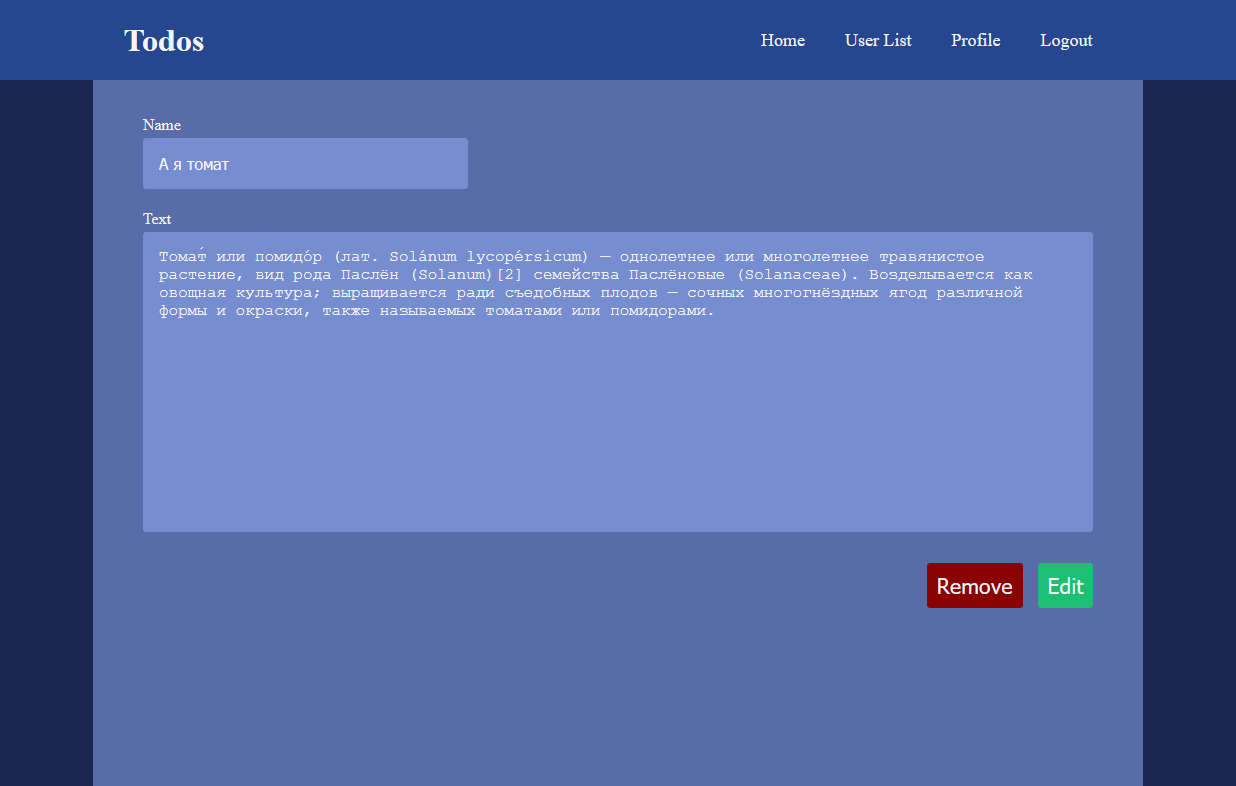 Todos
Home User List Profile Logout
Name
А я томат
Text
Томат́ или помидо́р (лат. Solánum lycopérsicum) — однолетнее или многолетнее травянистое
растение, вид рода Паслён (Solanum)[2] семейства Паслёновые (Solanaceae). Возделывается как
овощная культура; выращивается ради съедобных плодов — сочных многогнёздных ягод различной
формы и окраски, также называемых томатами или помидорами.
Remove Edit